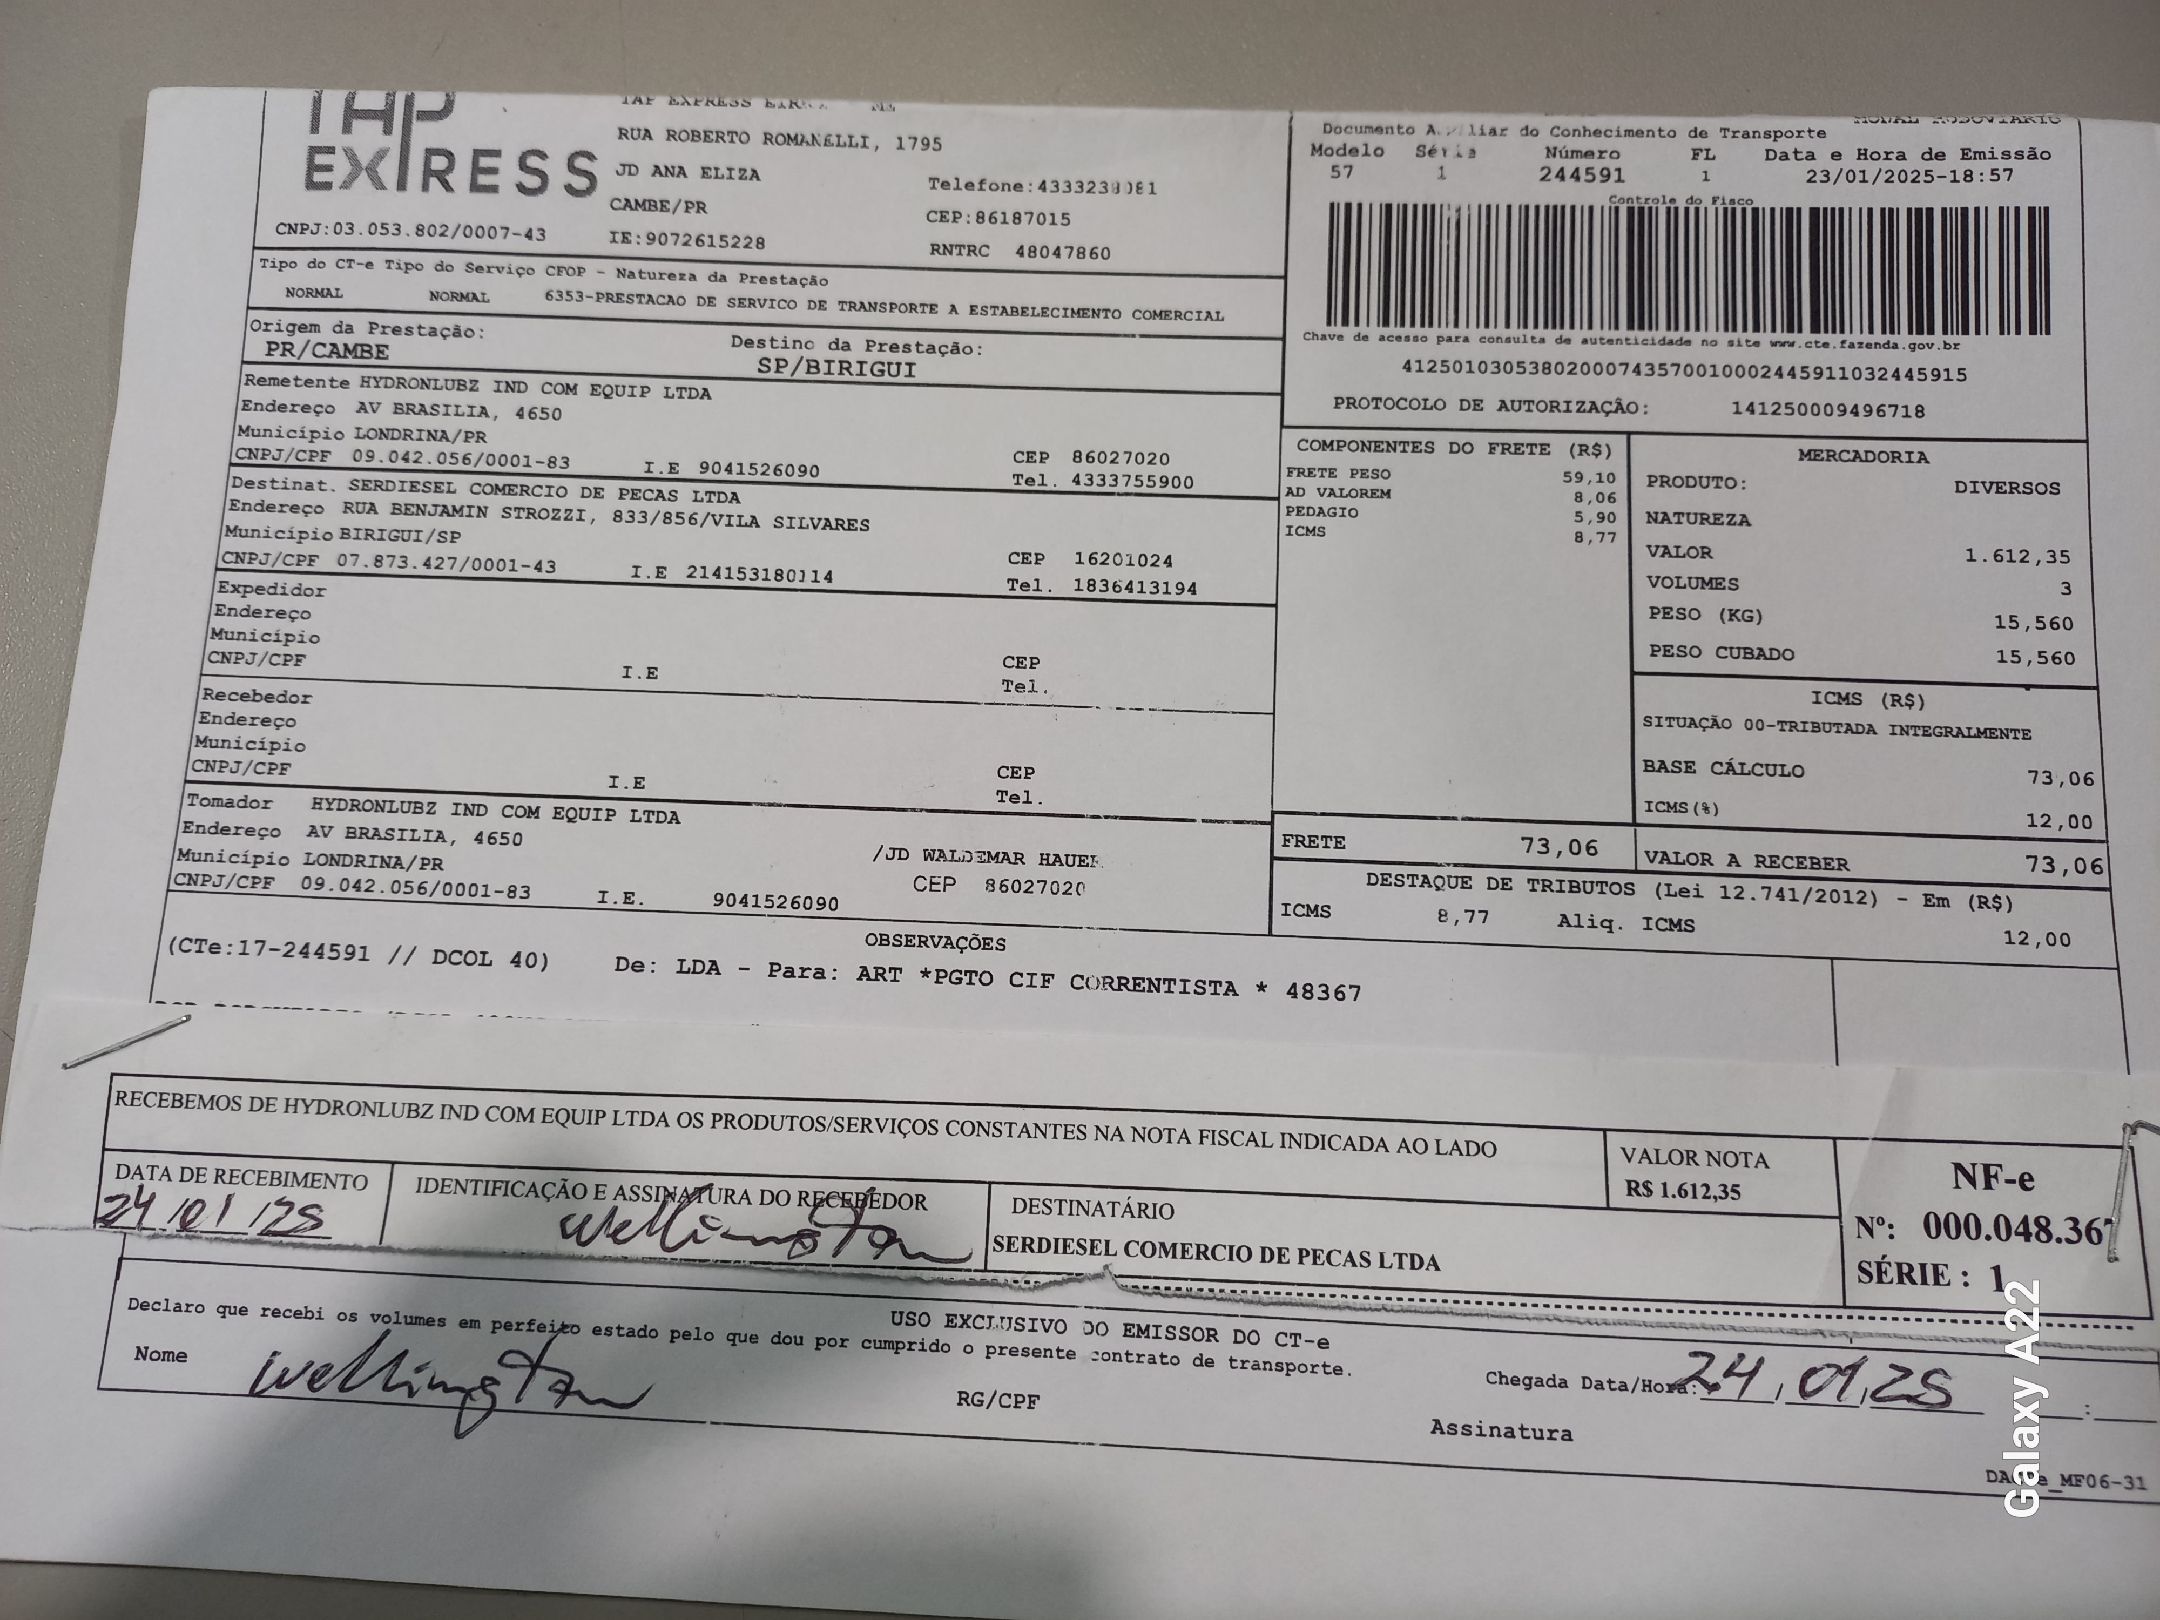 TAP
EXPRESS
TAP EXPRESS
RUA ROBERTO ROMANELLI, 1795
JD ANA ELIZA
CAMBE/PR
Telefone:
CEP:86187015
CNPJ:03.053.802/0007-43
IE:9072615228
RNTRC 48047860
MODAL RODOVIARIO
Documento Auxiliar do Conhecimento de Transporte
Modelo Série Número FL Data e Hora de Emissão
57 1 244591 1 23/01/2025-18:57
Controle do Fisco
Chave de acesso para consulta de autenticidade no site www.cte.fazenda.gov.br
41250103053802000743570010002445911032445915
PROTOCOLO DE AUTORIZAÇÃO: 141250009496718
Tipo do CT-e Tipo do Serviço CFOP - Natureza da Prestação
NORMAL NORMAL 6353-PRESTACAO DE SERVICO DE TRANSPORTE A ESTABELECIMENTO COMERCIAL
Origem da Prestação: Destino da Prestação:
PR/CAMBE SP/BIRIGUI
Remetente HYDRONLUBZ IND COM EQUIP LTDA
Endereço AV BRASILIA, 4650
Município LONDRINA/PR CEP 86027020
CNPJ/CPF 09.042.056/0001-83 I.E 9041526090 Tel. 4333755900
Destinat. SERDIESEL COMERCIO DE PECAS LTDA
Endereço RUA BENJAMIN STROZZI, 833/856/VILA SILVARES
Município BIRIGUI/SP CEP 16201024
CNPJ/CPF 07.873.427/0001-43 I.E 214153180114 Tel. 1836413194
Expedidor
Endereço
Município CEP
CNPJ/CPF I.E Tel.
Recebedor
Endereço
Município CEP
CNPJ/CPF I.E Tel.
Tomador HYDRONLUBZ IND COM EQUIP LTDA
Endereço AV BRASILIA, 4650 /JD WALDEMAR HAUER
Município LONDRINA/PR CEP 86027020
CNPJ/CPF 09.042.056/0001-83 I.E. 9041526090
COMPONENTES DO FRETE (R$)
FRETE PESO 59,10
AD VALOREM 8,06
PEDAGIO 5,90
ICMS 8,77
MERCADORIA
PRODUTO: DIVERSOS
NATUREZA
VALOR 1.612,35
VOLUMES 3
PESO (KG) 15,560
PESO CUBADO 15,560
ICMS (R$)
SITUAÇÃO 00-TRIBUTADA INTEGRALMENTE
BASE CÁLCULO 73,06
ICMS(%) 12,00
FRETE 73,06 VALOR A RECEBER 73,06
DESTAQUE DE TRIBUTOS (Lei 12.741/2012) - Em (R$)
ICMS 8,77 Aliq. ICMS 12,00
OBSERVAÇÕES
(CTe:17-244591 // DCOL 40) De: LDA - Para: ART *PGTO CIF CORRENTISTA * 48367
RECEBEMOS DE HYDRONLUBZ IND COM EQUIP LTDA OS PRODUTOS/SERVIÇOS CONSTANTES NA NOTA FISCAL INDICADA AO LADO
VALOR NOTA
R$ 1.612,35
NF-e
Nº: 000.048.367
SÉRIE : 1
DATA DE RECEBIMENTO
24/01/25
IDENTIFICAÇÃO E ASSINATURA DO RECEBEDOR
Wellington
DESTINATÁRIO
SERDIESEL COMERCIO DE PECAS LTDA
USO EXCLUSIVO DO EMISSOR DO CT-e
Declaro que recebi os volumes em perfeito estado pelo que dou por cumprido o presente contrato de transporte.
Nome Wellington
RG/CPF
Chegada Data/Hora: 24/01/25 :
Assinatura
MF06-31
Galaxy A22